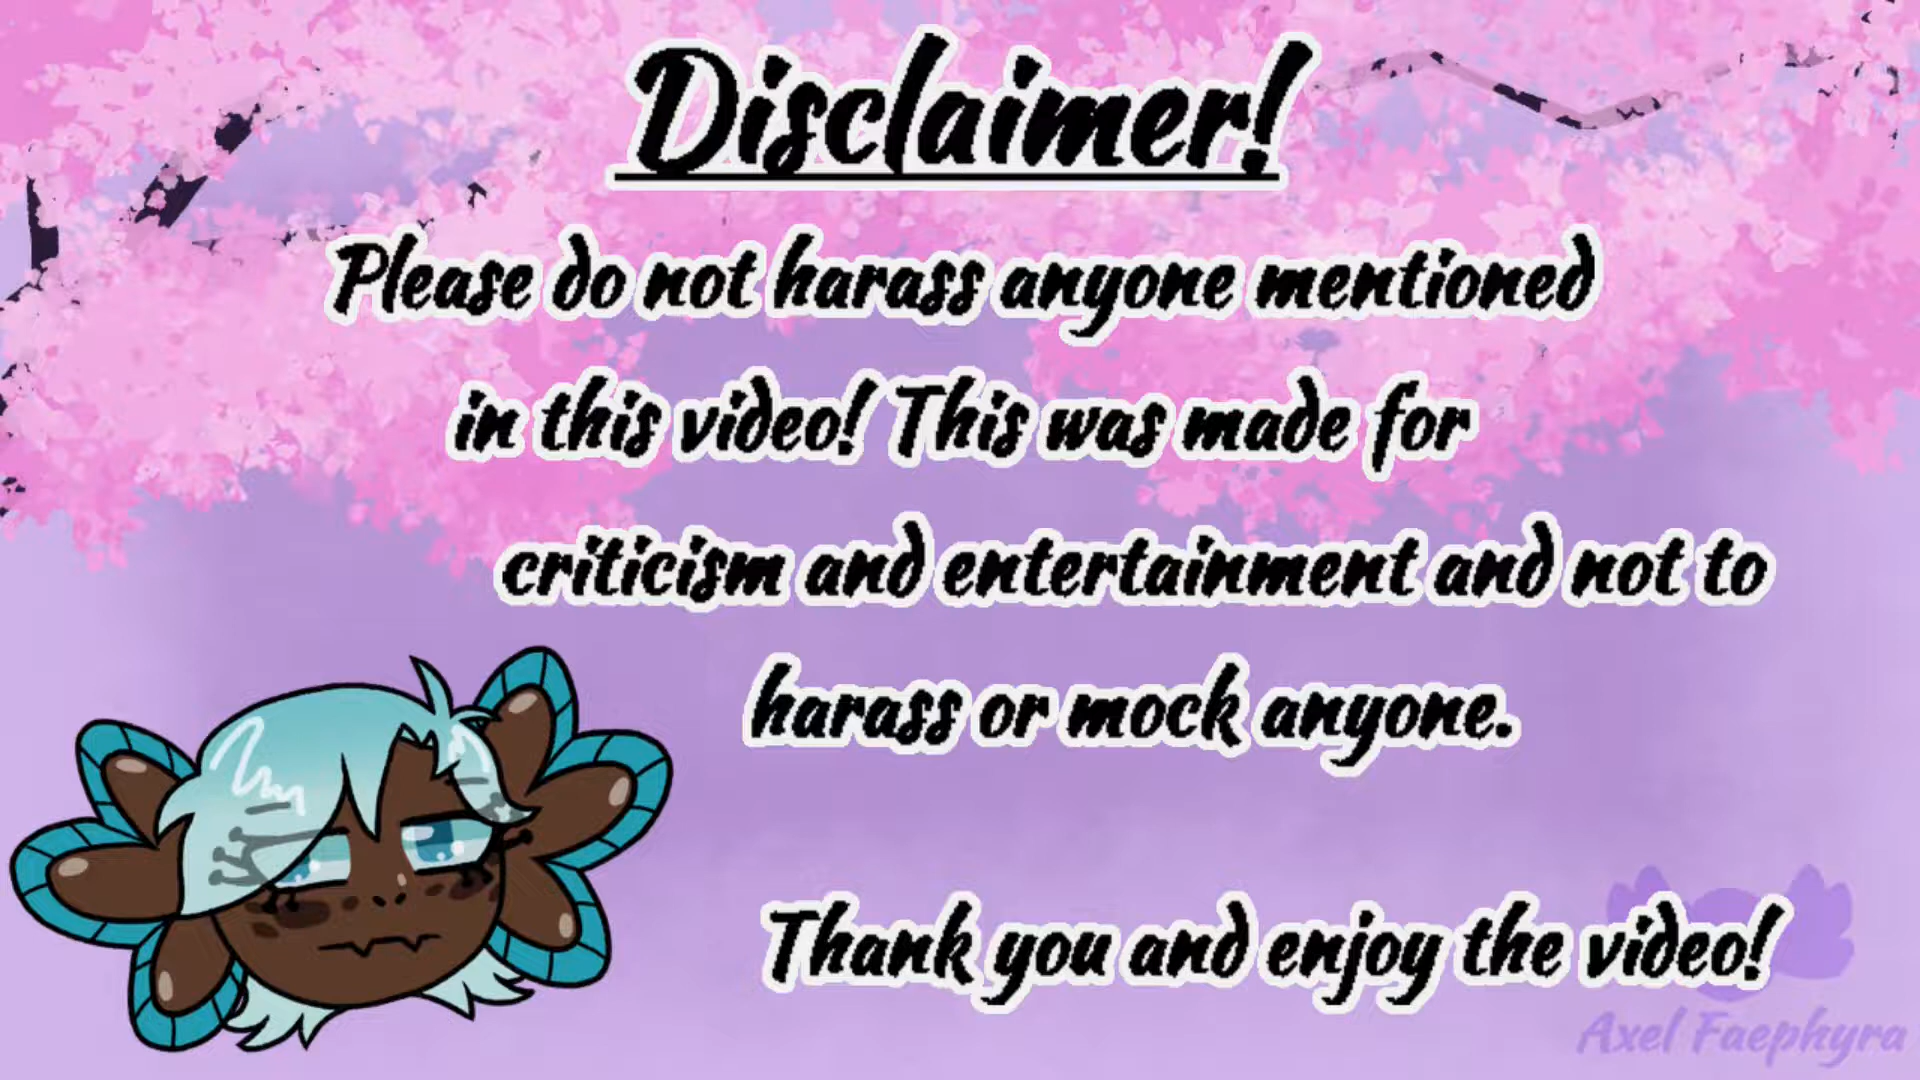 Disclaimer!
Please do not harass anyone mentioned
in this video! This was made for
criticism and entertainment and not to
harass or mock anyone.
Thank you and enjoy the video!
Axel Faephyra